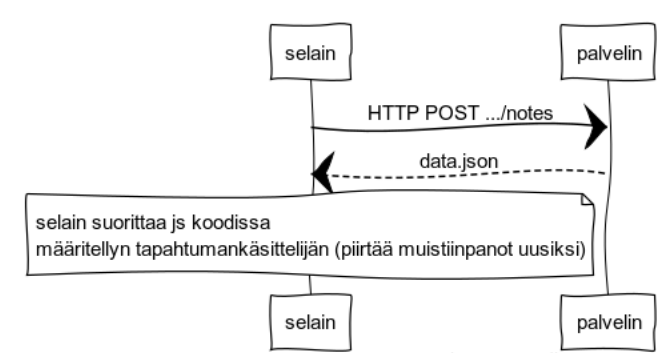 selain
palvelin
HTTP POST .../notes
data.json
selain suorittaa js koodissa
määritellyn tapahtumankäsittelijän (piirtää muistiinpanot uusiksi)
selain
palvelin